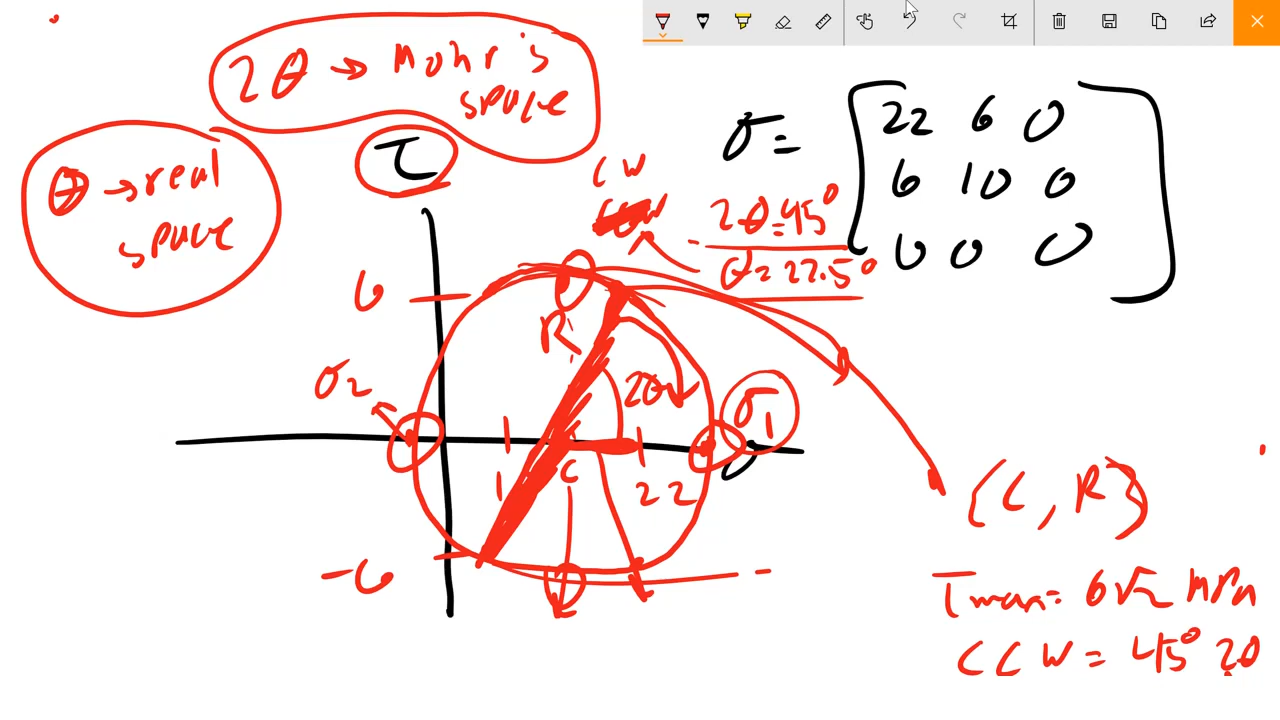 2θ → Mohr's
space
θ → real
space
τ
σ = [22 6 0
6 10 0
0 0 0]
CW
2θ = 45°
θ = 22.5°
6
R
σ2
2θ
σ1
C
22
-6
{C, R}
τmax = 6√2 MPa
CCW = 45° 2θ